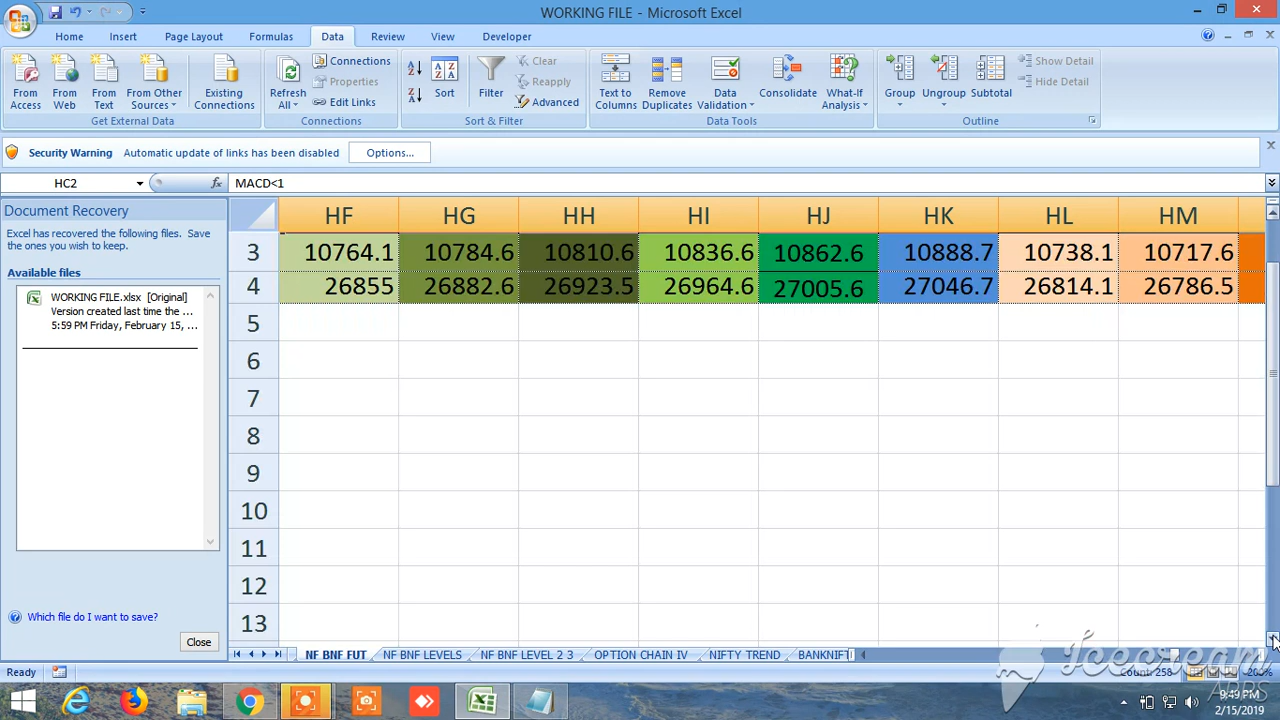 WORKING FILE - Microsoft Excel
Home Insert Page Layout Formulas Data Review View Developer
From Access
From Web
From Text
From Other Sources
Existing Connections
Get External Data
Refresh All
Connections
Properties
Edit Links
Connections
Sort
Filter
Clear
Reapply
Advanced
Sort & Filter
Text to Columns
Remove Duplicates
Data Validation
Consolidate
What-If Analysis
Data Tools
Group
Ungroup
Subtotal
Show Detail
Hide Detail
Outline
Security Warning Automatic update of links has been disabled Options...
HC2 fx MACD<1
Document Recovery
Excel has recovered the following files. Save
the ones you wish to keep.
Available files
WORKING FILE.xlsx [Original]
Version created last time the ...
5:59 PM Friday, February 15, ...
Which file do I want to save?
Close
HF HG HH HI HJ HK HL HM
3 10764.1 10784.6 10810.6 10836.6 10862.6 10888.7 10738.1 10717.6
4 26855 26882.6 26923.5 26964.6 27005.6 27046.7 26814.1 26786.5
5
6
7
8
9
10
11
12
13
NF BNF FUT NF BNF LEVELS NF BNF LEVEL 2 3 OPTION CHAIN IV NIFTY TREND BANKNIFT
Ready Count: 258 200%
Icecream
APPS
9:49 PM
2/15/2019